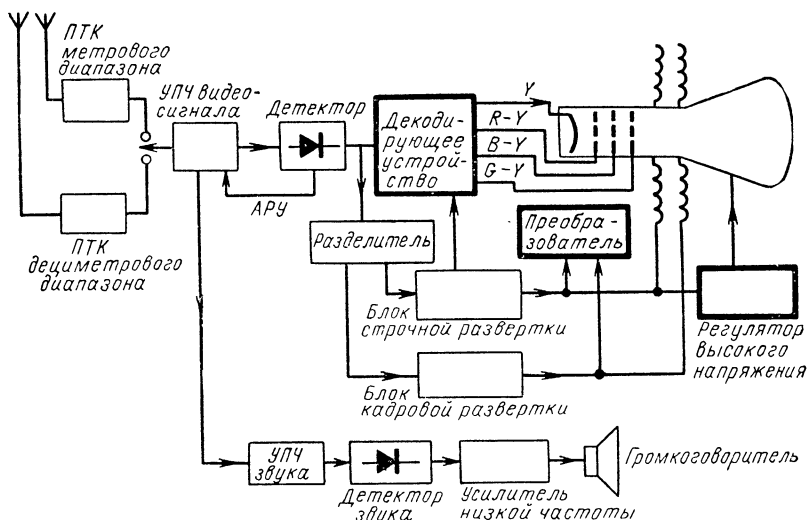 ПТК
метрового
диапазона
УПЧ видео-
сигнала
Детектор
АРУ
ПТК
дециметрового
диапазона
Декоди-
рующее
устрой-
ство
Y
R-Y
B-Y
G-Y
Разделитель
Преобра-
зователь
Блок
строчной развертки
Регулятор
высокого
напряжения
Блок
кадровой развертки
УПЧ
звука
Детектор
звука
Усилитель
низкой частоты
Громкоговоритель